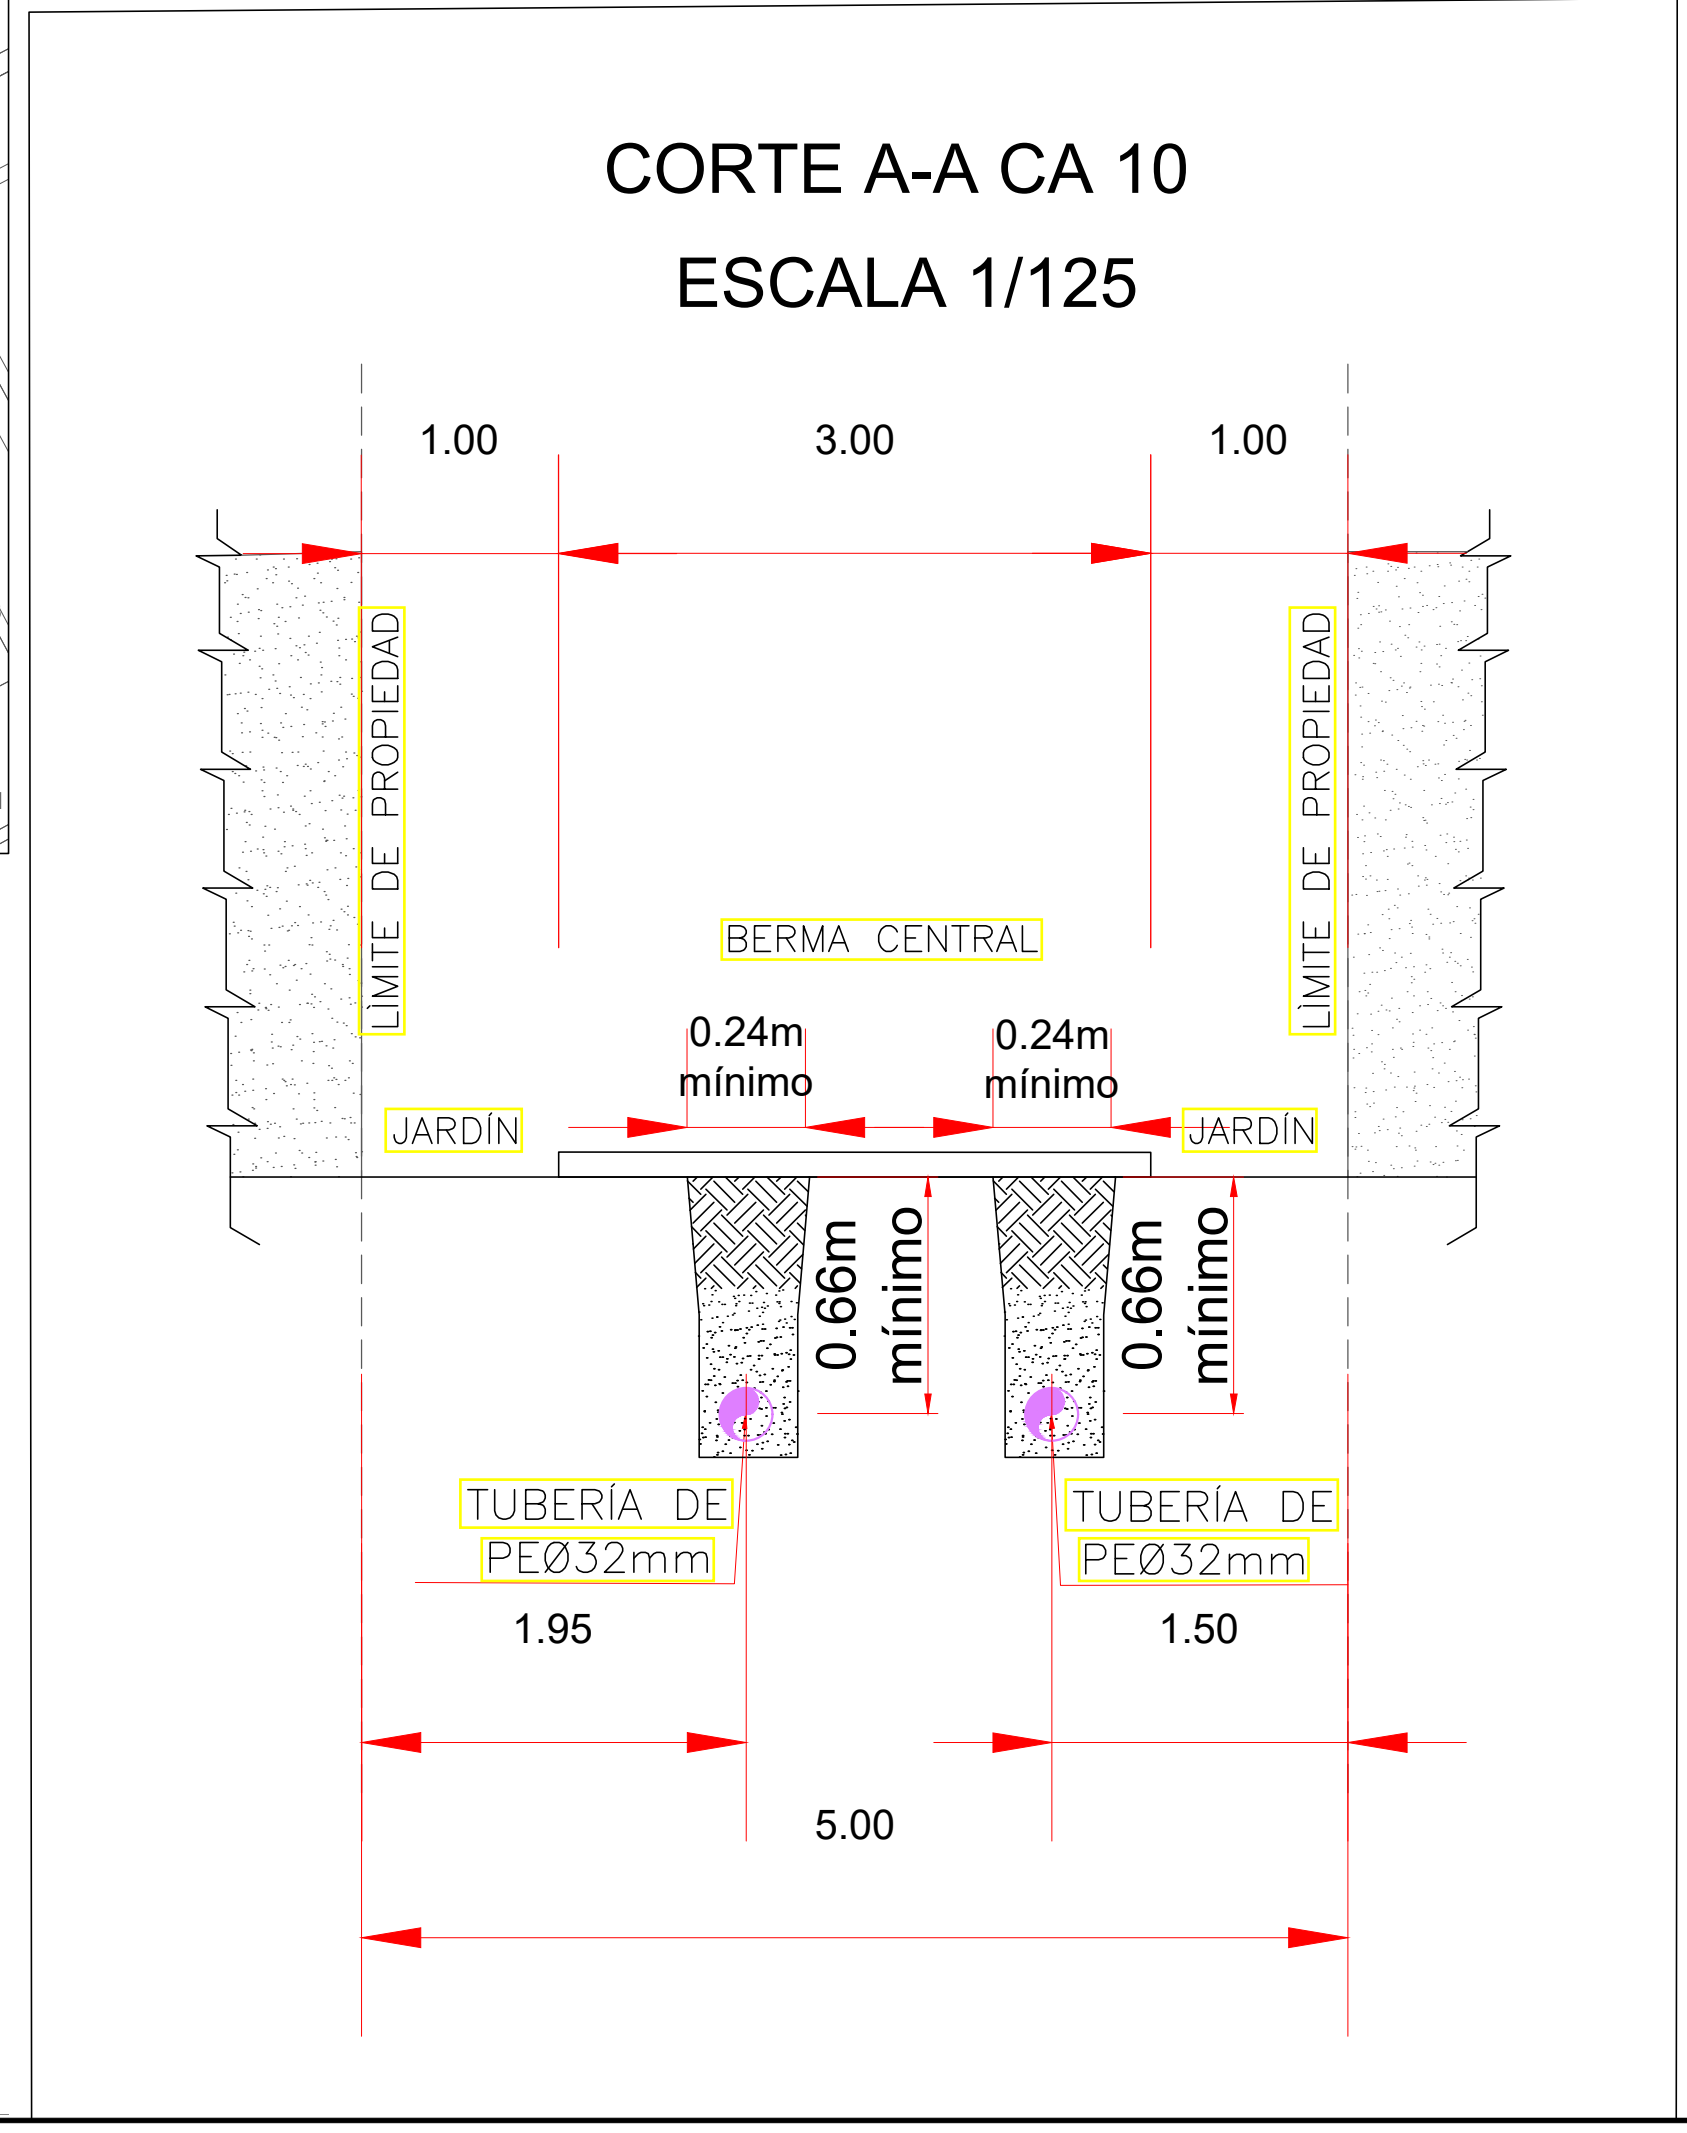 CORTE A-A CA 10
ESCALA 1/125
1.00
3.00
1.00
LÍMITE DE PROPIEDAD
LÍMITE DE PROPIEDAD
BERMA CENTRAL
0.24m
mínimo
0.24m
mínimo
JARDÍN
JARDÍN
0.66m
mínimo
0.66m
mínimo
TUBERÍA DE
PEØ32mm
TUBERÍA DE
PEØ32mm
1.95
1.50
5.00